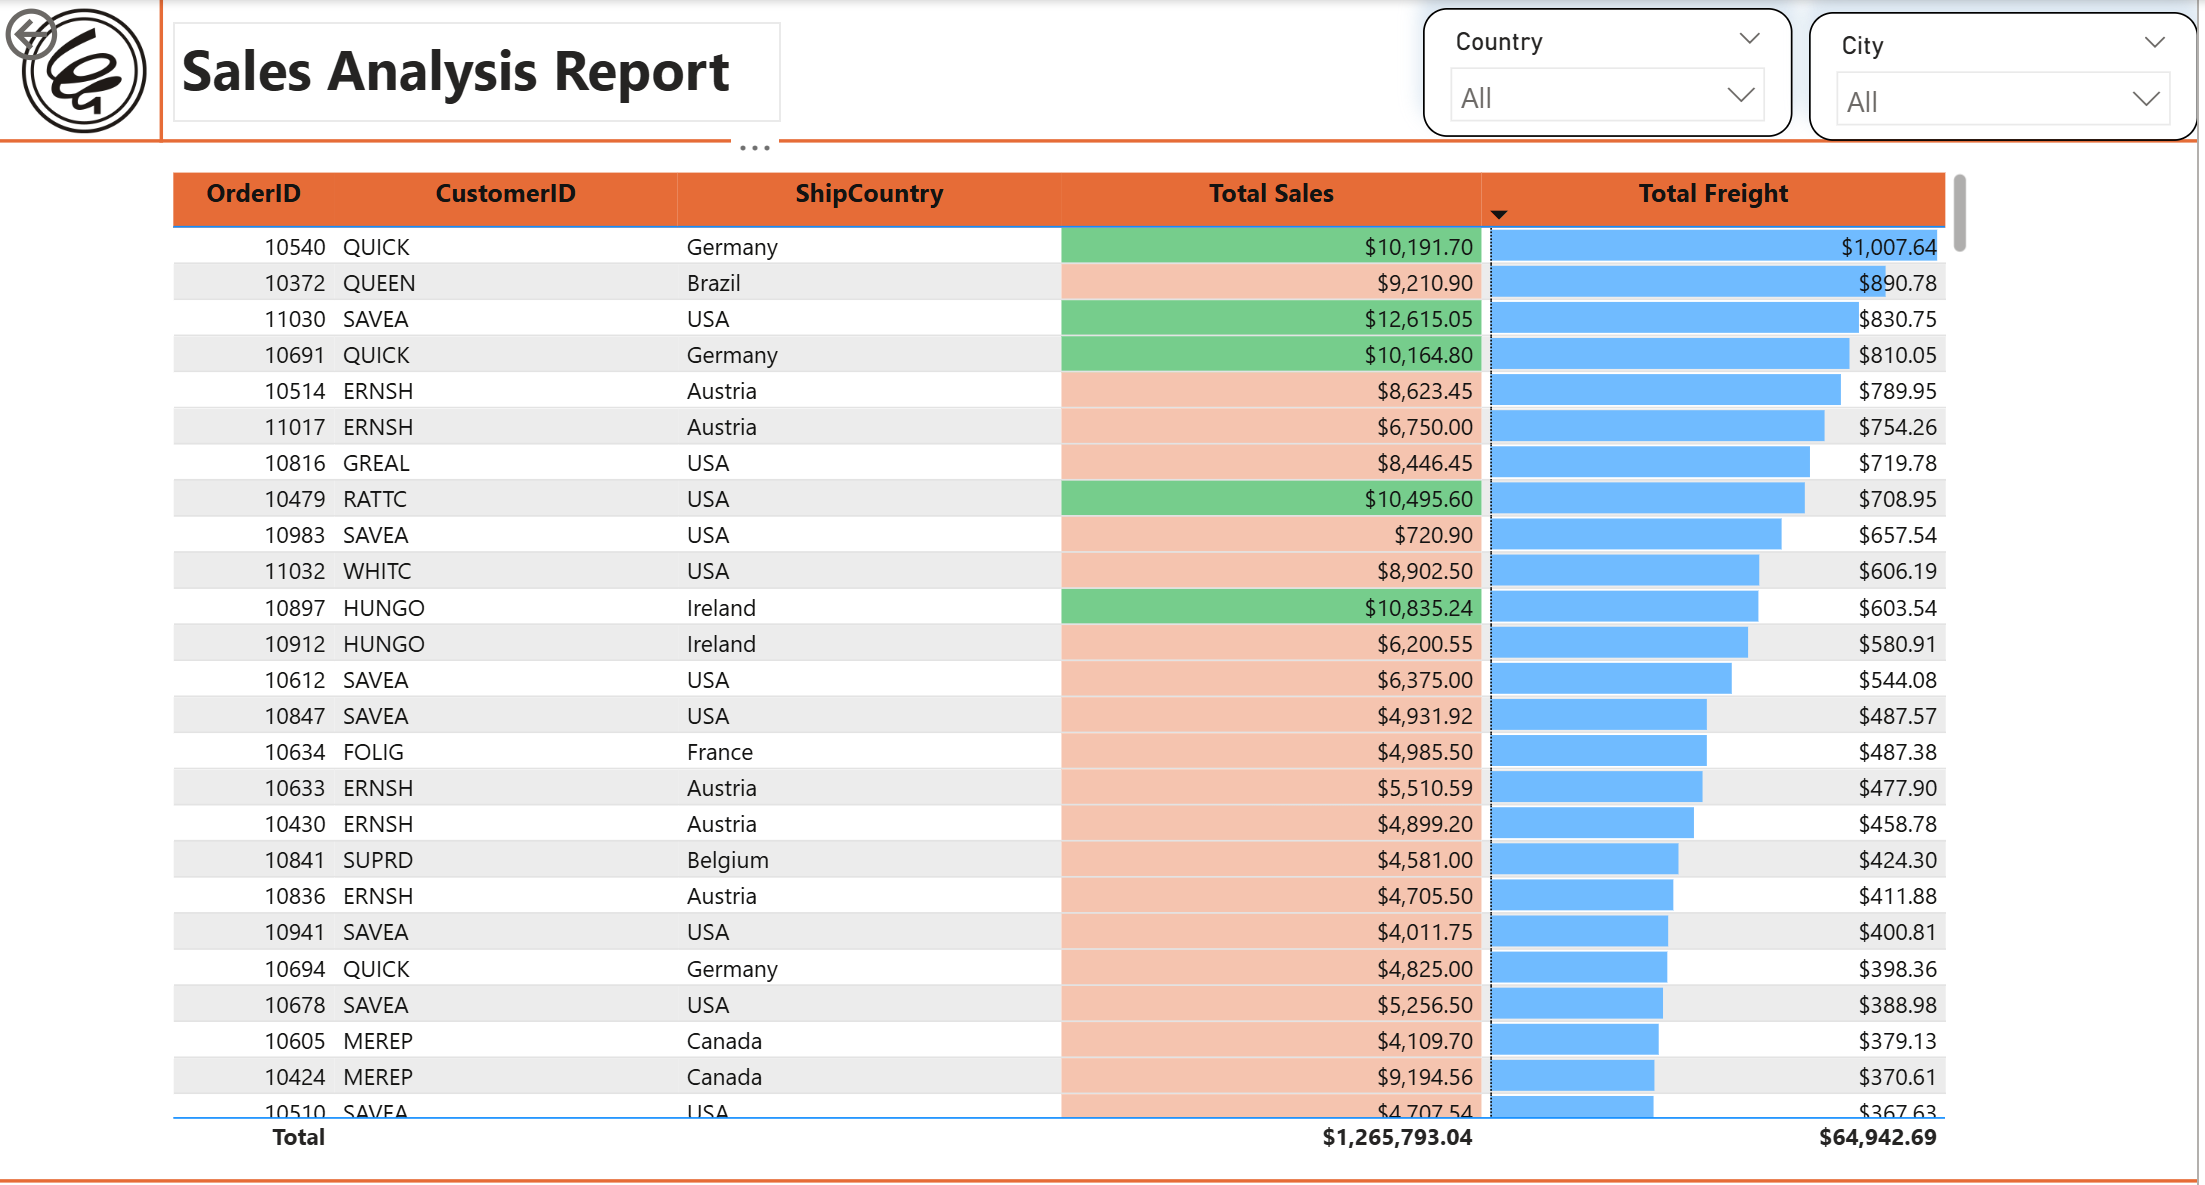 Sales Analysis Report
Country
All
City
All
OrderID CustomerID ShipCountry Total Sales Total Freight
10540 QUICK Germany $10,191.70 $1,007.64
10372 QUEEN Brazil $9,210.90 $890.78
11030 SAVEA USA $12,615.05 $830.75
10691 QUICK Germany $10,164.80 $810.05
10514 ERNSH Austria $8,623.45 $789.95
11017 ERNSH Austria $6,750.00 $754.26
10816 GREAL USA $8,446.45 $719.78
10479 RATTC USA $10,495.60 $708.95
10983 SAVEA USA $720.90 $657.54
11032 WHITC USA $8,902.50 $606.19
10897 HUNGO Ireland $10,835.24 $603.54
10912 HUNGO Ireland $6,200.55 $580.91
10612 SAVEA USA $6,375.00 $544.08
10847 SAVEA USA $4,931.92 $487.57
10634 FOLIG France $4,985.50 $487.38
10633 ERNSH Austria $5,510.59 $477.90
10430 ERNSH Austria $4,899.20 $458.78
10841 SUPRD Belgium $4,581.00 $424.30
10836 ERNSH Austria $4,705.50 $411.88
10941 SAVEA USA $4,011.75 $400.81
10694 QUICK Germany $4,825.00 $398.36
10678 SAVEA USA $5,256.50 $388.98
10605 MEREP Canada $4,109.70 $379.13
10424 MEREP Canada $9,194.56 $370.61
10510 SAVEA USA $4,707.54 $367.63
Total $1,265,793.04 $64,942.69